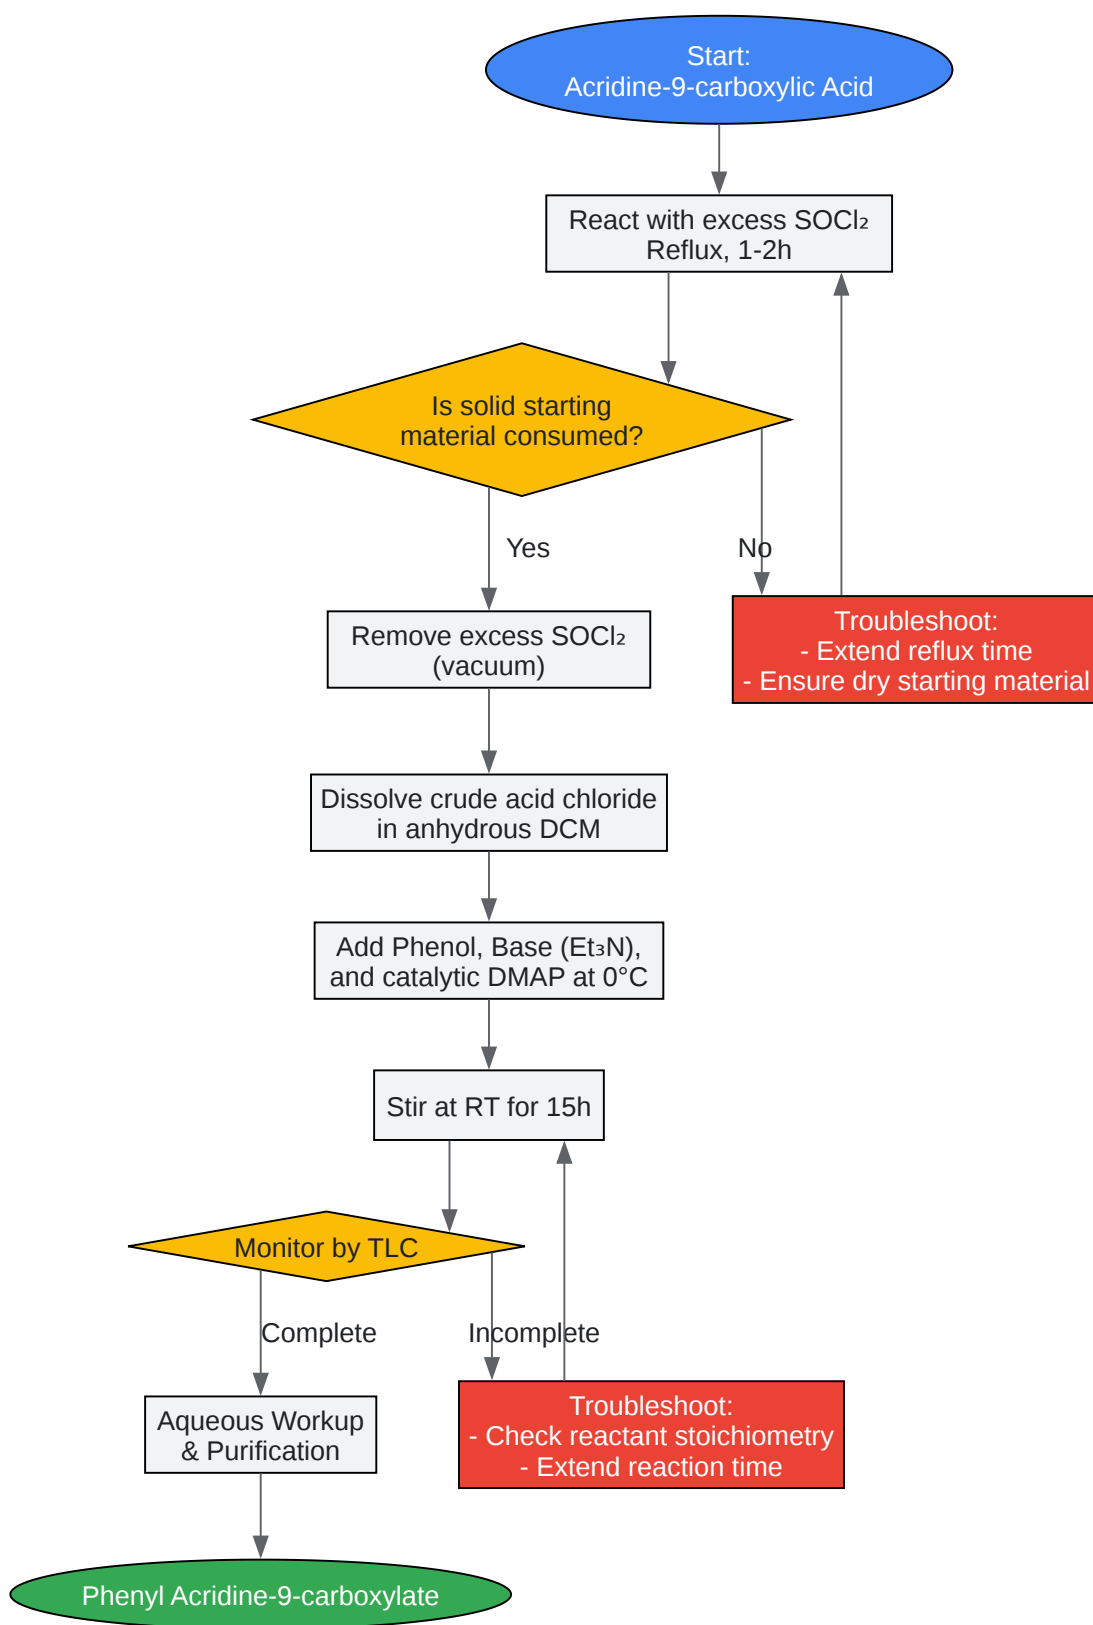 Start:
Acridine-9-carboxylic Acid
React with excess SOCl₂
Reflux, 1-2h
Is solid starting
material consumed?
Yes
No
Remove excess SOCl₂
(vacuum)
Troubleshoot:
- Extend reflux time
- Ensure dry starting material
Dissolve crude acid chloride
in anhydrous DCM
Add Phenol, Base (Et₃N),
and catalytic DMAP at 0°C
Stir at RT for 15h
Monitor by TLC
Complete
Incomplete
Aqueous Workup
& Purification
Troubleshoot:
- Check reactant stoichiometry
- Extend reaction time
Phenyl Acridine-9-carboxylate